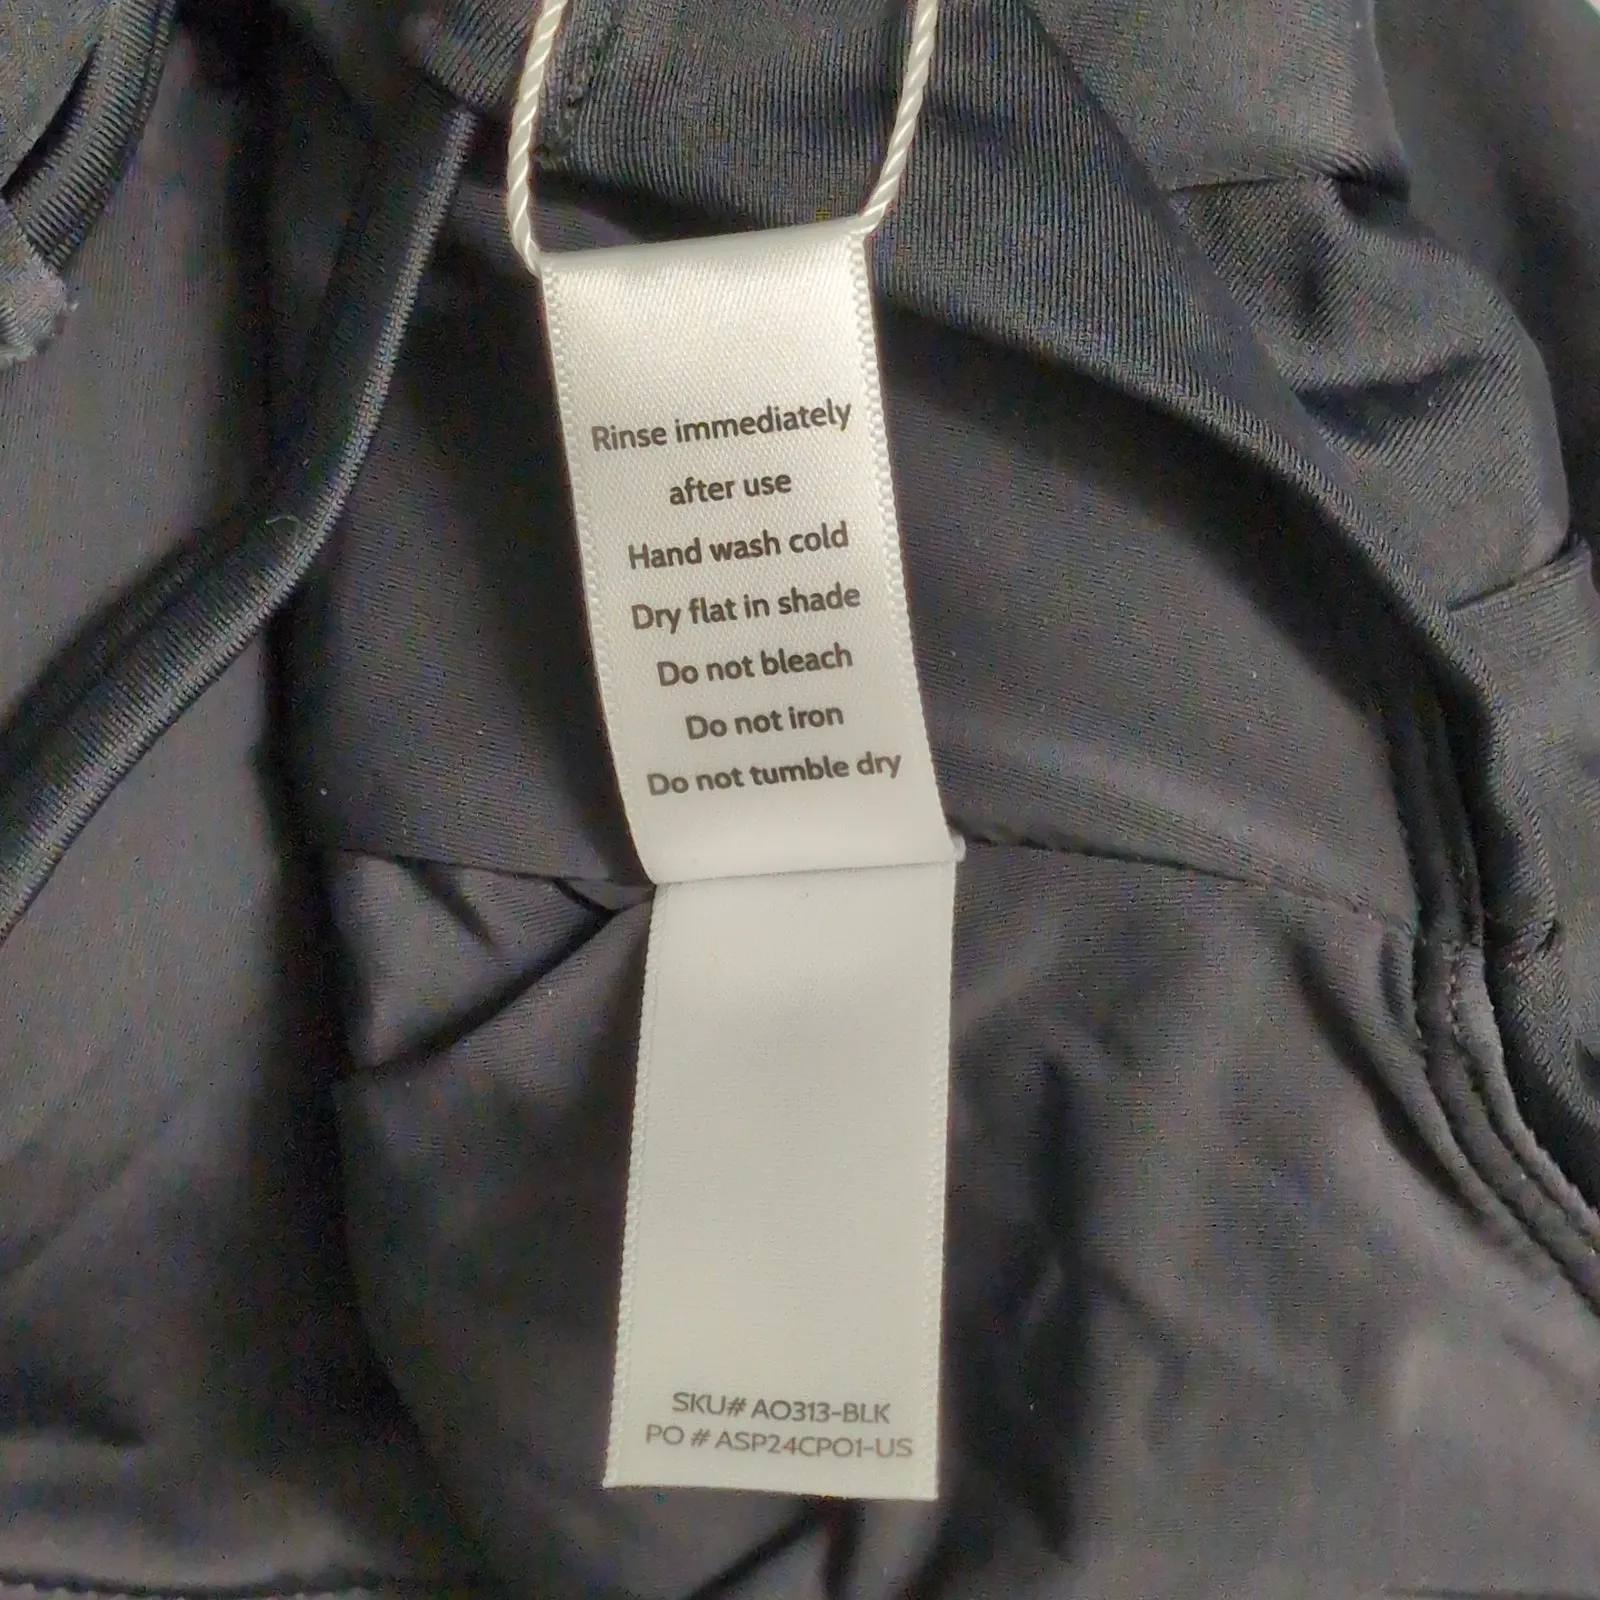 Rinse immediately
after use
Hand wash cold
Dry flat in shade
Do not bleach
Do not iron
Do not tumble dry
SKU# AO313-BLK
PO # ASP24CPO1-US